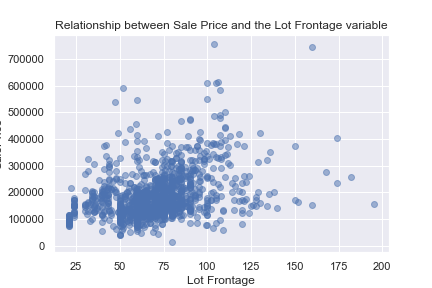 Relationship between Sale Price and the Lot Frontage variable
700000
600000
500000
400000
300000
200000
100000
0
25 50 75 100 125 150 175 200
Lot Frontage